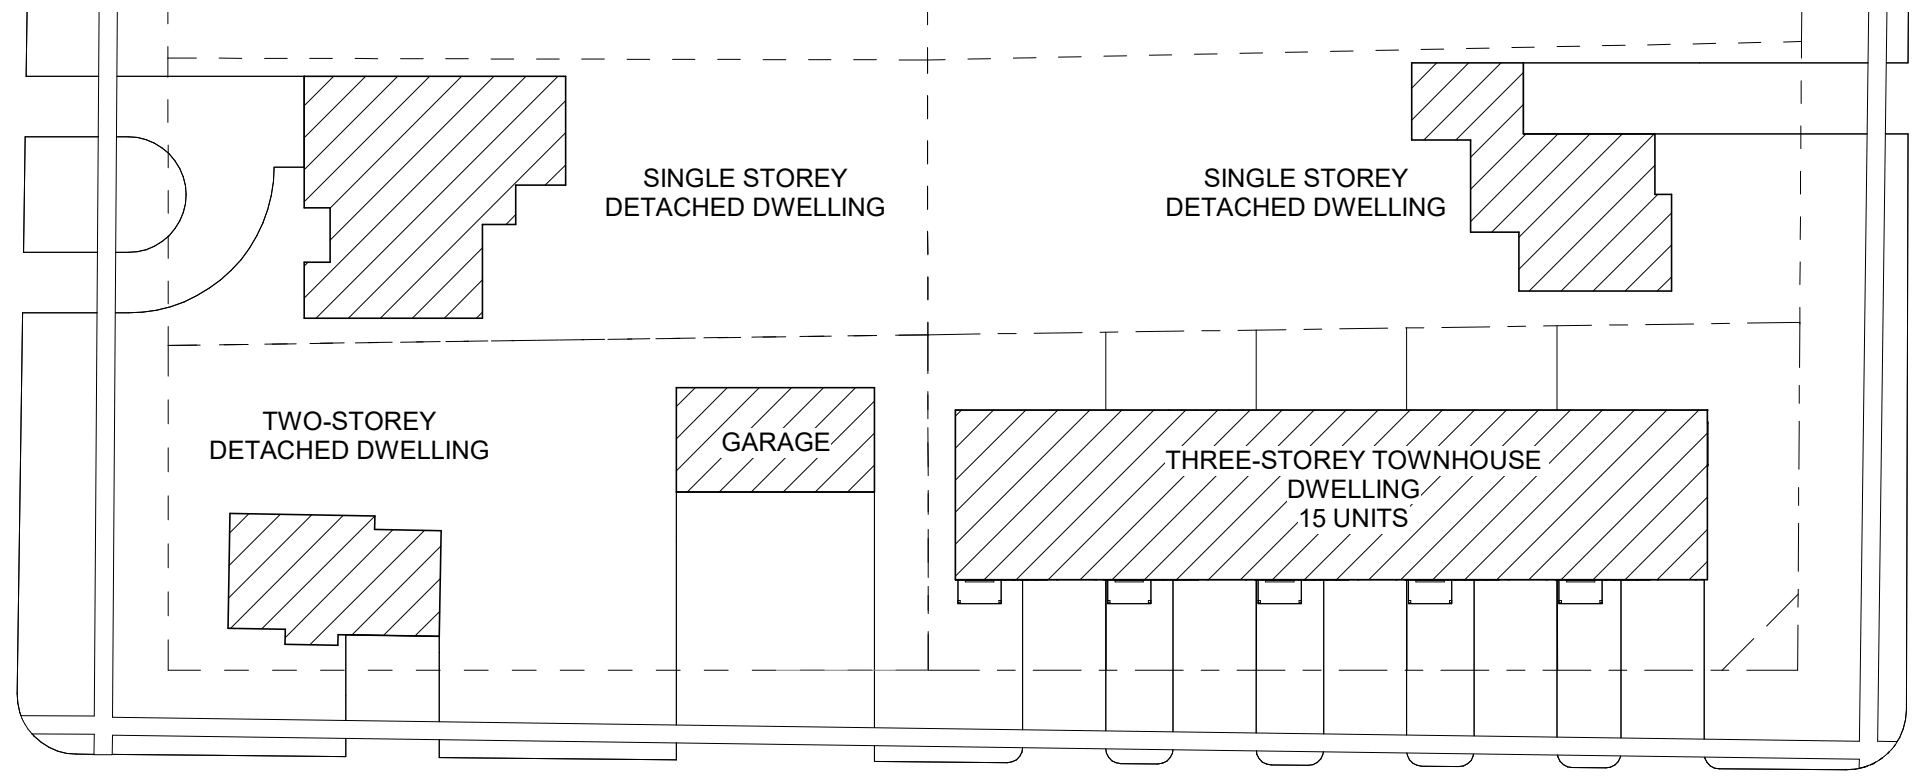 SINGLE STOREY
DETACHED DWELLING
SINGLE STOREY
DETACHED DWELLING
TWO-STOREY
DETACHED DWELLING
GARAGE
THREE-STOREY TOWNHOUSE
DWELLING
15 UNITS